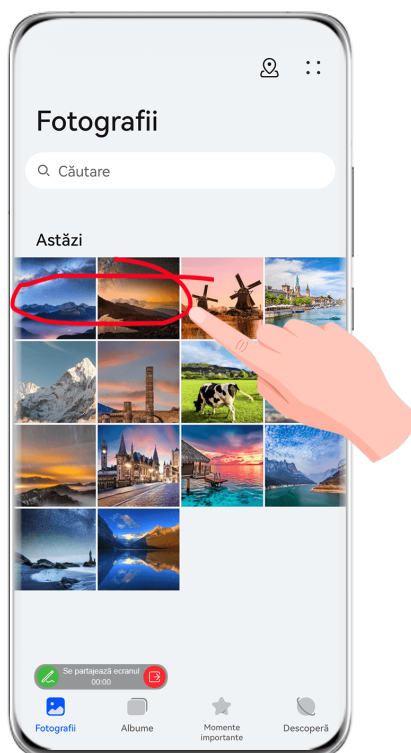 Fotografii
Căutare
Astăzi
Se partajează ecranul
00:00
Fotografii
Albume
Momente
importante
Descoperă